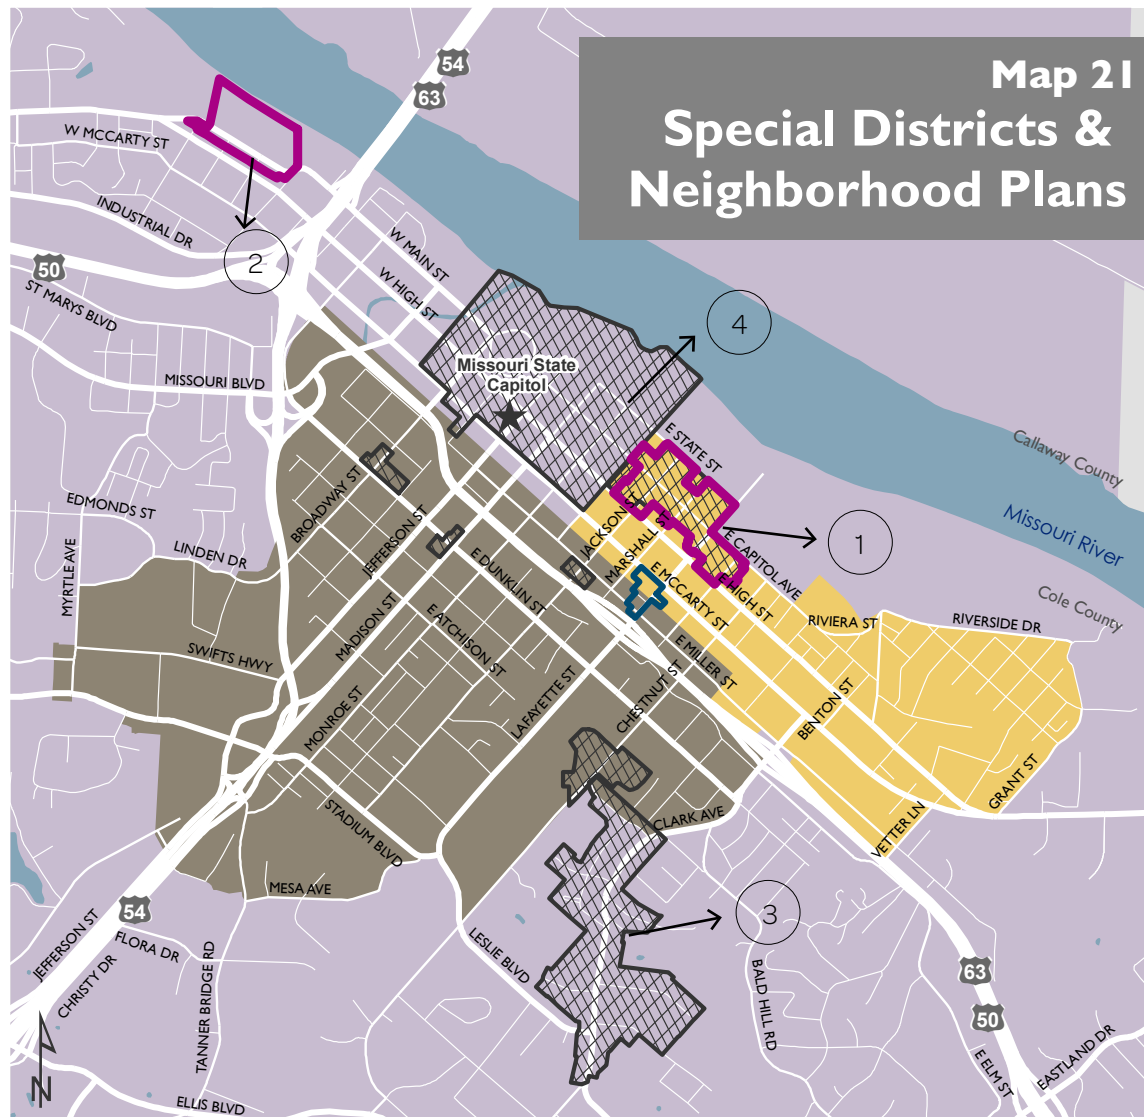 Map 21
Special Districts &
Neighborhood Plans
54
63
W MCCARTY ST
INDUSTRIAL DR
2
W MAIN ST
W HIGH ST
50
ST MARYS BLVD
4
Missouri State
Capitol
MISSOURI BLVD
E STATE ST
Callaway County
BROADWAY ST
EDMONDS ST
JEFFERSON ST
JACKSON ST
MARSHALL ST
E CAPITOL AVE
1
Missouri River
LINDEN DR
MYRTLE AVE
E DUNKLIN ST
E MCCARTY ST
E HIGH ST
Cole County
MADISON ST
E ATCHISON ST
RIVIERA ST
RIVERSIDE DR
SWIFTS HWY
E MILLER ST
LAFAYETTE ST
CHESTNUT ST
BENTON ST
MONROE ST
GRANT ST
STADIUM BLVD
CLARK AVE
VETTER LN
MESA AVE
54
3
JEFFERSON ST
FLORA DR
CHRISTY DR
TANNER BRIDGE RD
LESLIE BLVD
BALD HILL RD
63
50
E ELM ST
EASTLAND DR
N
ELLIS BLVD